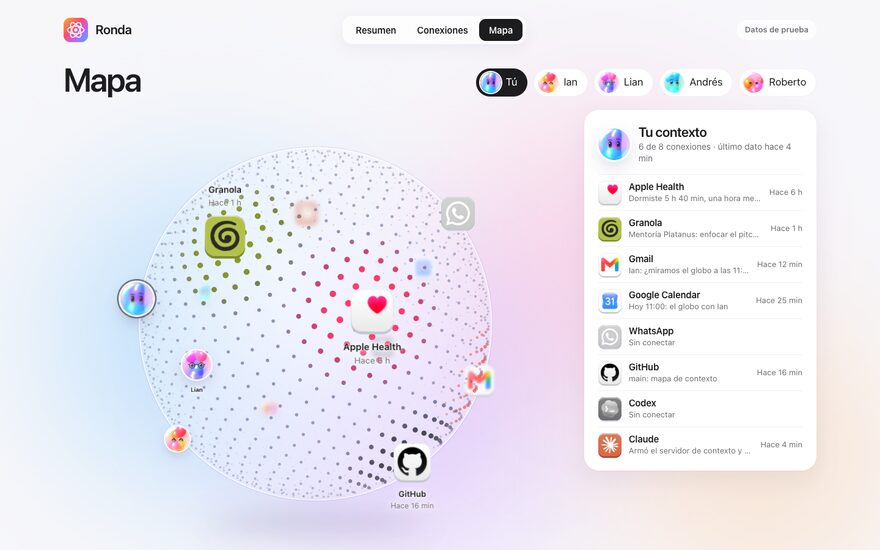 Ronda
Resumen
Conexiones
Mapa
Datos de prueba
Mapa
Tú
Ian
Lian
Andrés
Roberto
Granola
Hace 1 h
Apple Health
Hace 6 h
Lian
GitHub
Hace 16 min
Tu contexto
6 de 8 conexiones · último dato hace 4
min
Apple Health
Dormiste 5 h 40 min, una hora me...
Hace 6 h
Granola
Mentoría Platanus: enfocar el pitc...
Hace 1 h
Gmail
Ian: ¿miramos el globo a las 11:...
Hace 12 min
31
Google Calendar
Hoy 11:00: el globo con Ian
Hace 25 min
WhatsApp
Sin conectar
GitHub
main: mapa de contexto
Hace 16 min
Codex
Sin conectar
Claude
Armó el servidor de contexto y ...
Hace 4 min